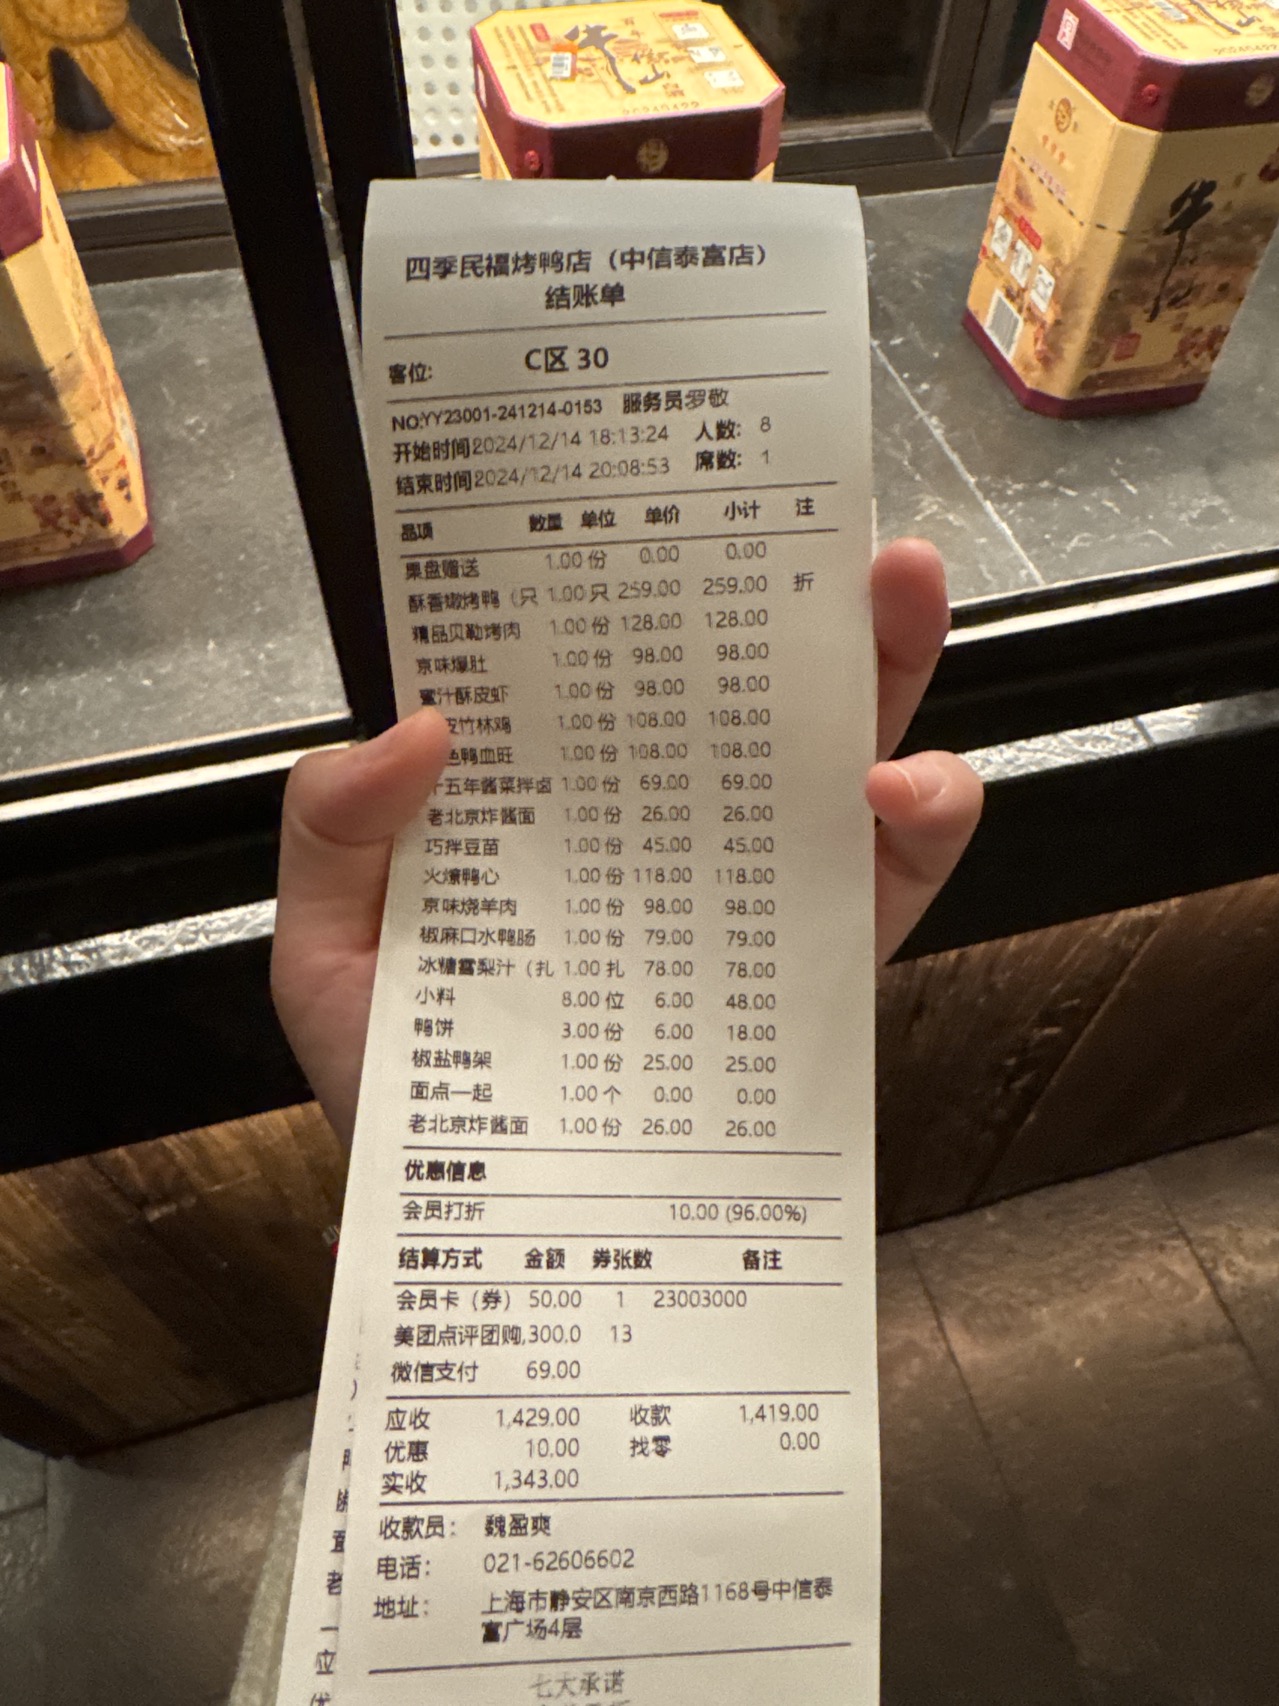 四季民福烤鸭店（中信泰富店）
结账单
客位: C区 30
NO:YY23001-241214-0153 服务员:罗敬
开始时间2024/12/14 18:13:24 人数: 8
结束时间2024/12/14 20:08:53 席数: 1
品项 数量 单位 单价 小计 注
果盘赠送 1.00 份 0.00 0.00
酥香嫩烤鸭（只 1.00 只 259.00 259.00 折
精品贝勒烤肉 1.00 份 128.00 128.00
京味爆肚 1.00 份 98.00 98.00
蜜汁酥皮虾 1.00 份 98.00 98.00
皮竹林鸡 1.00 份 108.00 108.00
色鸭血旺 1.00 份 108.00 108.00
十五年酱菜拌卤 1.00 份 69.00 69.00
老北京炸酱面 1.00 份 26.00 26.00
巧拌豆苗 1.00 份 45.00 45.00
火燎鸭心 1.00 份 118.00 118.00
京味烧羊肉 1.00 份 98.00 98.00
椒麻口水鸭肠 1.00 份 79.00 79.00
冰糖雪梨汁（扎 1.00 扎 78.00 78.00
小料 8.00 位 6.00 48.00
鸭饼 3.00 份 6.00 18.00
椒盐鸭架 1.00 份 25.00 25.00
面点一起 1.00 个 0.00 0.00
老北京炸酱面 1.00 份 26.00 26.00
优惠信息
会员打折 10.00 (96.00%)
结算方式 金额 券张数 备注
会员卡（券） 50.00 1 23003000
美团点评团购,300.0 13
微信支付 69.00
应收 1,429.00 收款 1,419.00
优惠 10.00 找零 0.00
实收 1,343.00
收款员: 魏盈爽
电话: 021-62606602
地址: 上海市静安区南京西路1168号中信泰
富广场4层
七大承诺
牛
牛